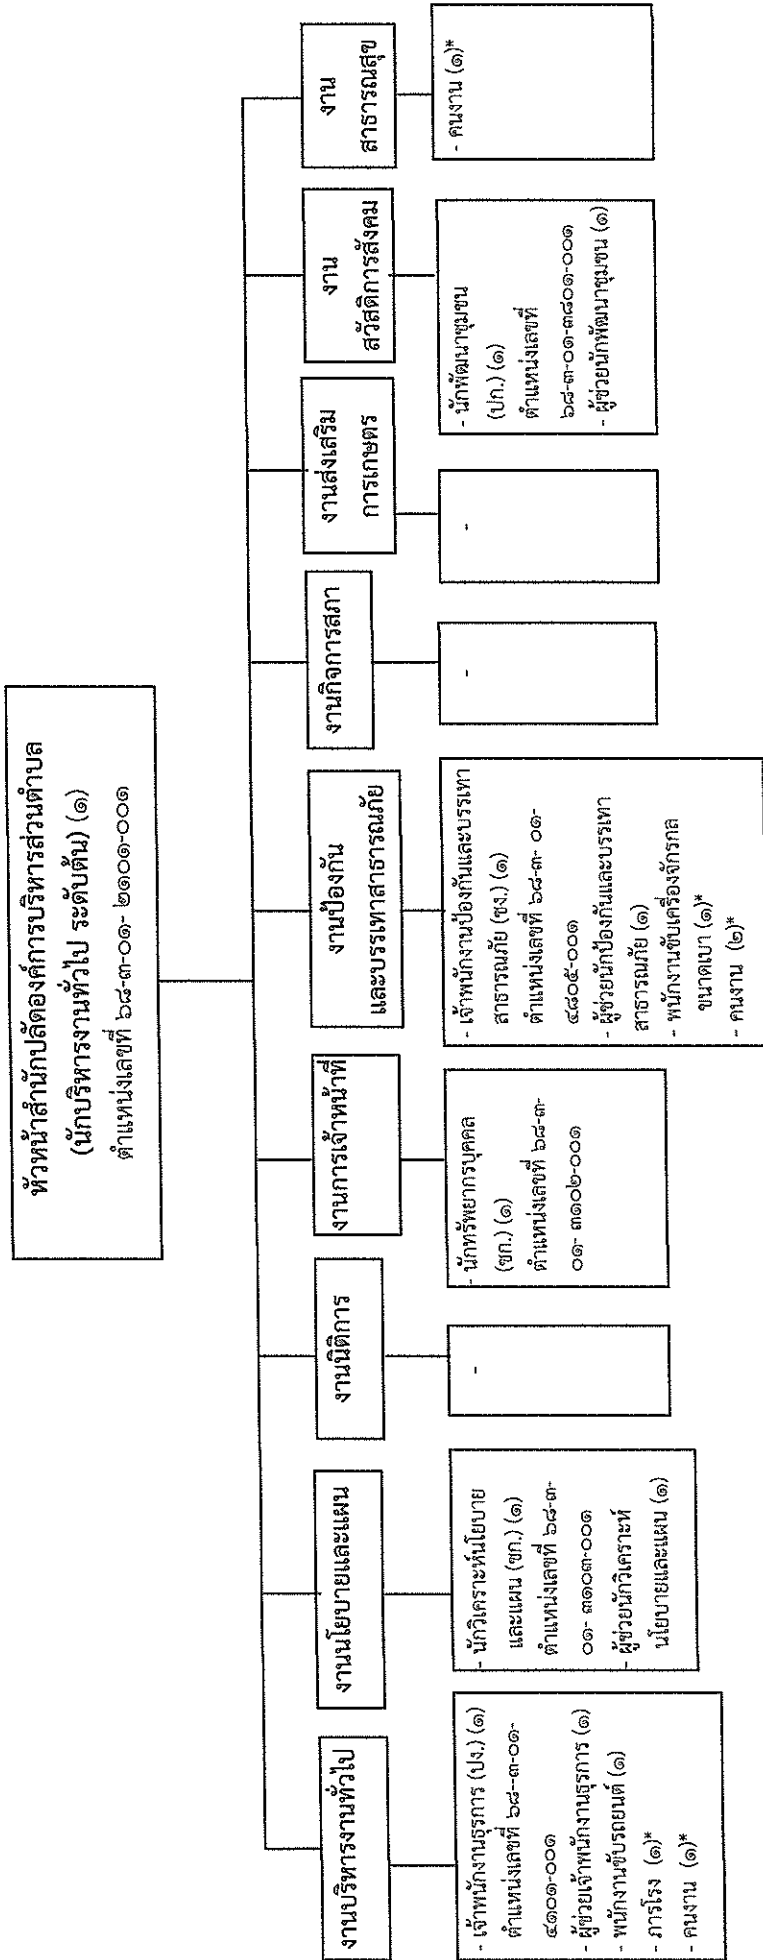 หัวหน้าสำนักปลัดองค์การบริหารส่วนตำบล
(นักบริหารงานทั่วไป ระดับต้น) (๑)
ตำแหน่งเลขที่ ๖๘-๓-๐๑- ๒๑๐๑-๐๐๑
งานบริหารงานทั่วไป
- เจ้าพนักงานธุรการ (ปง.) (๑)
ตำแหน่งเลขที่ ๖๘--๓-๐๑-
๔๑๐๑-๐๐๑
- ผู้ช่วยเจ้าพนักงานธุรการ (๑)
- พนักงานขับรถยนต์ (๑)
- ภารโรง (๑)*
- คนงาน (๑)*
งานนโยบายและแผน
- นักวิเคราะห์นโยบาย
และแผน (ชก.) (๑)
ตำแหน่งเลขที่ ๖๘-๓-
๐๑- ๓๑๐๓-๐๐๑
- ผู้ช่วยนักวิเคราะห์
นโยบายและแผน (๑)
งานนิติการ
-
งานการเจ้าหน้าที่
- นักทรัพยากรบุคคล
(ชก.) (๑)
ตำแหน่งเลขที่ ๖๘-๓-
๐๑- ๓๑๐๒-๐๐๑
งานป้องกัน
และบรรเทาสาธารณภัย
- เจ้าพนักงานป้องกันและบรรเทา
สาธารณภัย (ชง.) (๑)
ตำแหน่งเลขที่ ๖๘-๓- ๐๑-
๔๘๐๕-๐๐๑
- ผู้ช่วยนักป้องกันและบรรเทา
สาธารณภัย (๑)
- พนักงานขับเครื่องจักรกล
ขนาดเบา (๑)*
- คนงาน (๒)*
งานกิจการสภา
-
งานส่งเสริม
การเกษตร
-
งาน
สวัสดิการสังคม
- นักพัฒนาชุมชน
(ปก.) (๑)
ตำแหน่งเลขที่
๖๘-๓-๐๑-๓๘๐๑-๐๐๑
- ผู้ช่วยนักพัฒนาชุมชน (๑)
งาน
สาธารณสุข
- คนงาน (๑)*